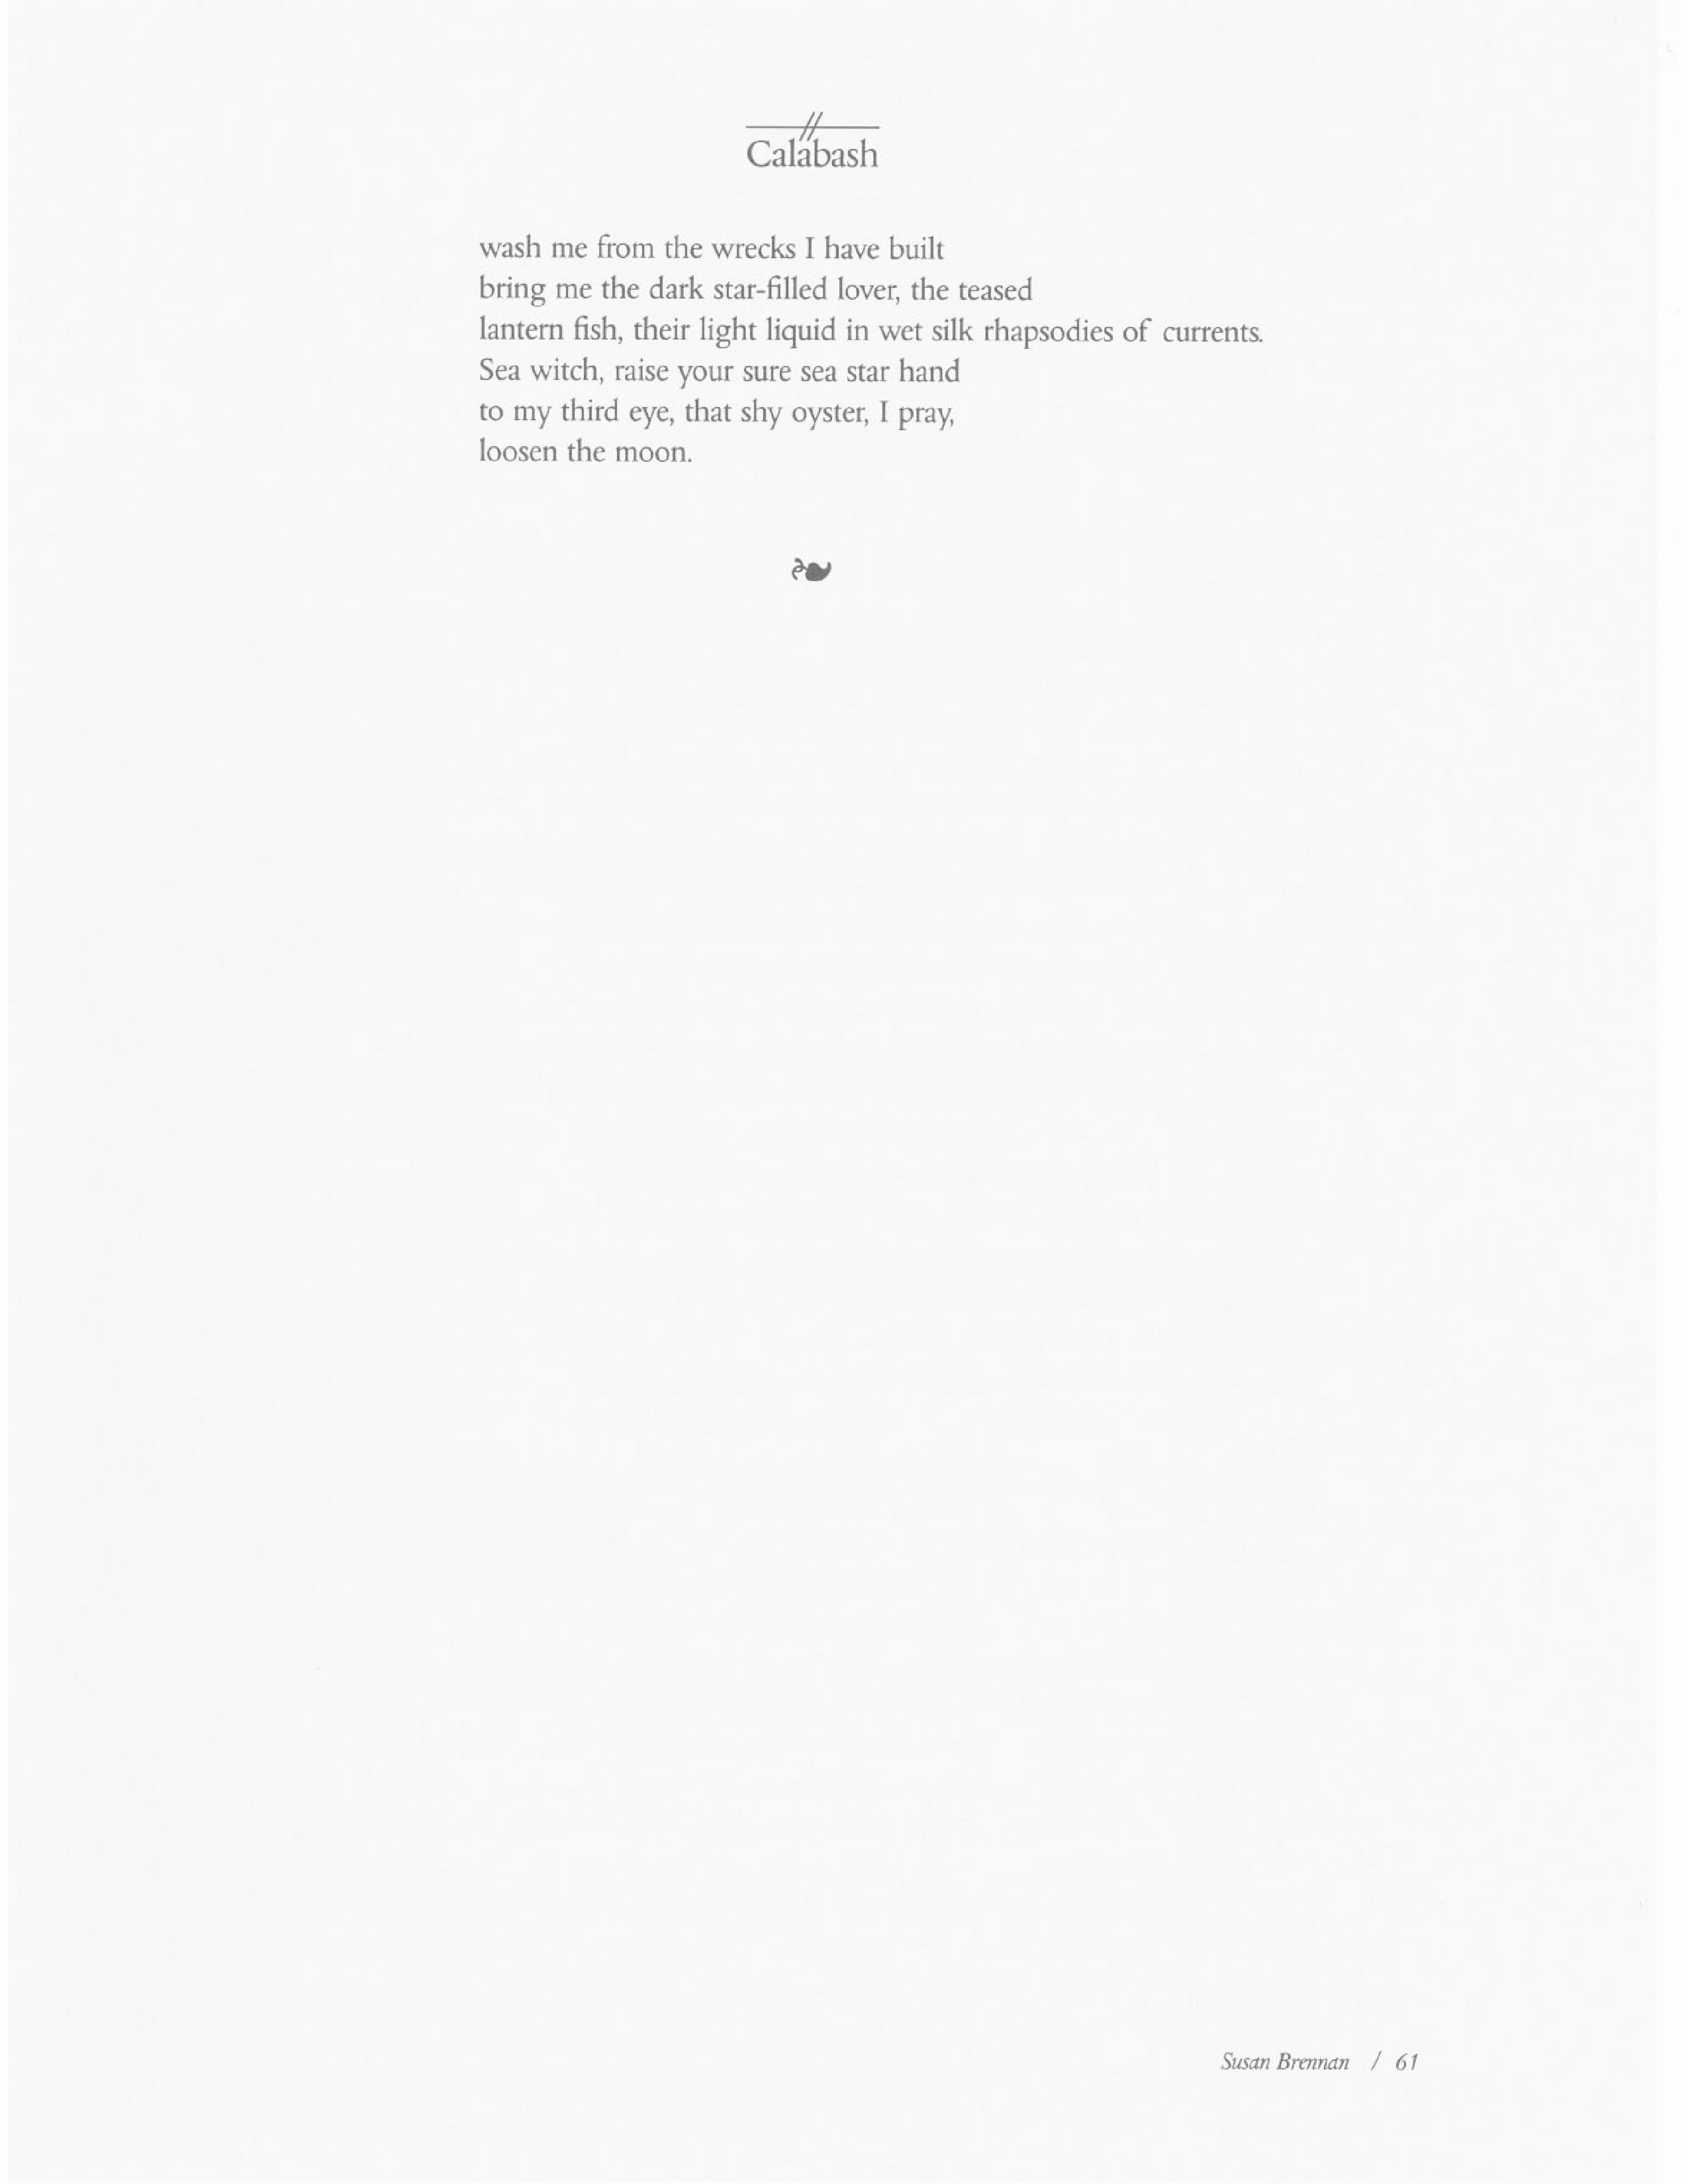 Calabash
wash me from the wrecks I have built
bring me the dark star-filled lover, the teased
lantern fish, their light liquid in wet silk rhapsodies of currents.
Sea witch, raise your sure sea star hand
to my third eye, that shy oyster, I pray,
loosen the moon.
Susan Brennan / 61